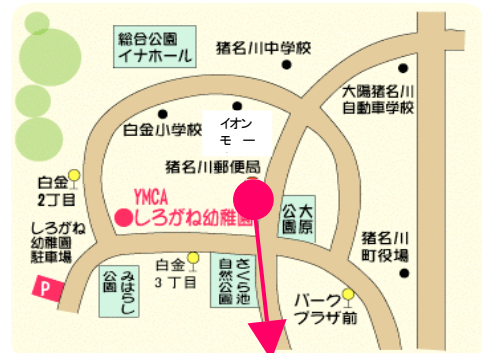 総合公園
イナホール
猪名川中学校
大陽猪名川
自動車学校
イオン
モー
白金小学校
猪名川郵便局
白金
2丁目
YMCA
しろがね幼稚園
大原
公園
しろがね
幼稚園
駐車場
猪名川
町役場
P
みはらし
公園
白金
3丁目
さくら池
自然公園
パーク
プラザ前